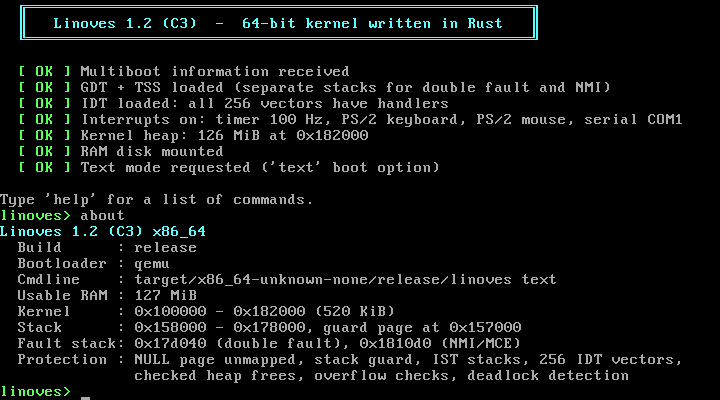 Linoves 1.2 (C3)  -  64-bit kernel written in Rust
[ OK ] Multiboot information received
[ OK ] GDT + TSS loaded (separate stacks for double fault and NMI)
[ OK ] IDT loaded: all 256 vectors have handlers
[ OK ] Interrupts on: timer 100 Hz, PS/2 keyboard, PS/2 mouse, serial COM1
[ OK ] Kernel heap: 126 MiB at 0x182000
[ OK ] RAM disk mounted
[ OK ] Text mode requested ('text' boot option)
Type 'help' for a list of commands.
linoves> about
Linoves 1.2 (C3) x86_64
  Build      : release
  Bootloader : qemu
  Cmdline    : target/x86_64-unknown-none/release/linoves text
  Usable RAM : 127 MiB
  Kernel     : 0x100000 - 0x182000 (520 KiB)
  Stack      : 0x158000 - 0x178000, guard page at 0x157000
  Fault stack: 0x17d040 (double fault), 0x1810d0 (NMI/MCE)
  Protection : NULL page unmapped, stack guard, IST stacks, 256 IDT vectors,
               checked heap frees, overflow checks, deadlock detection
linoves> _